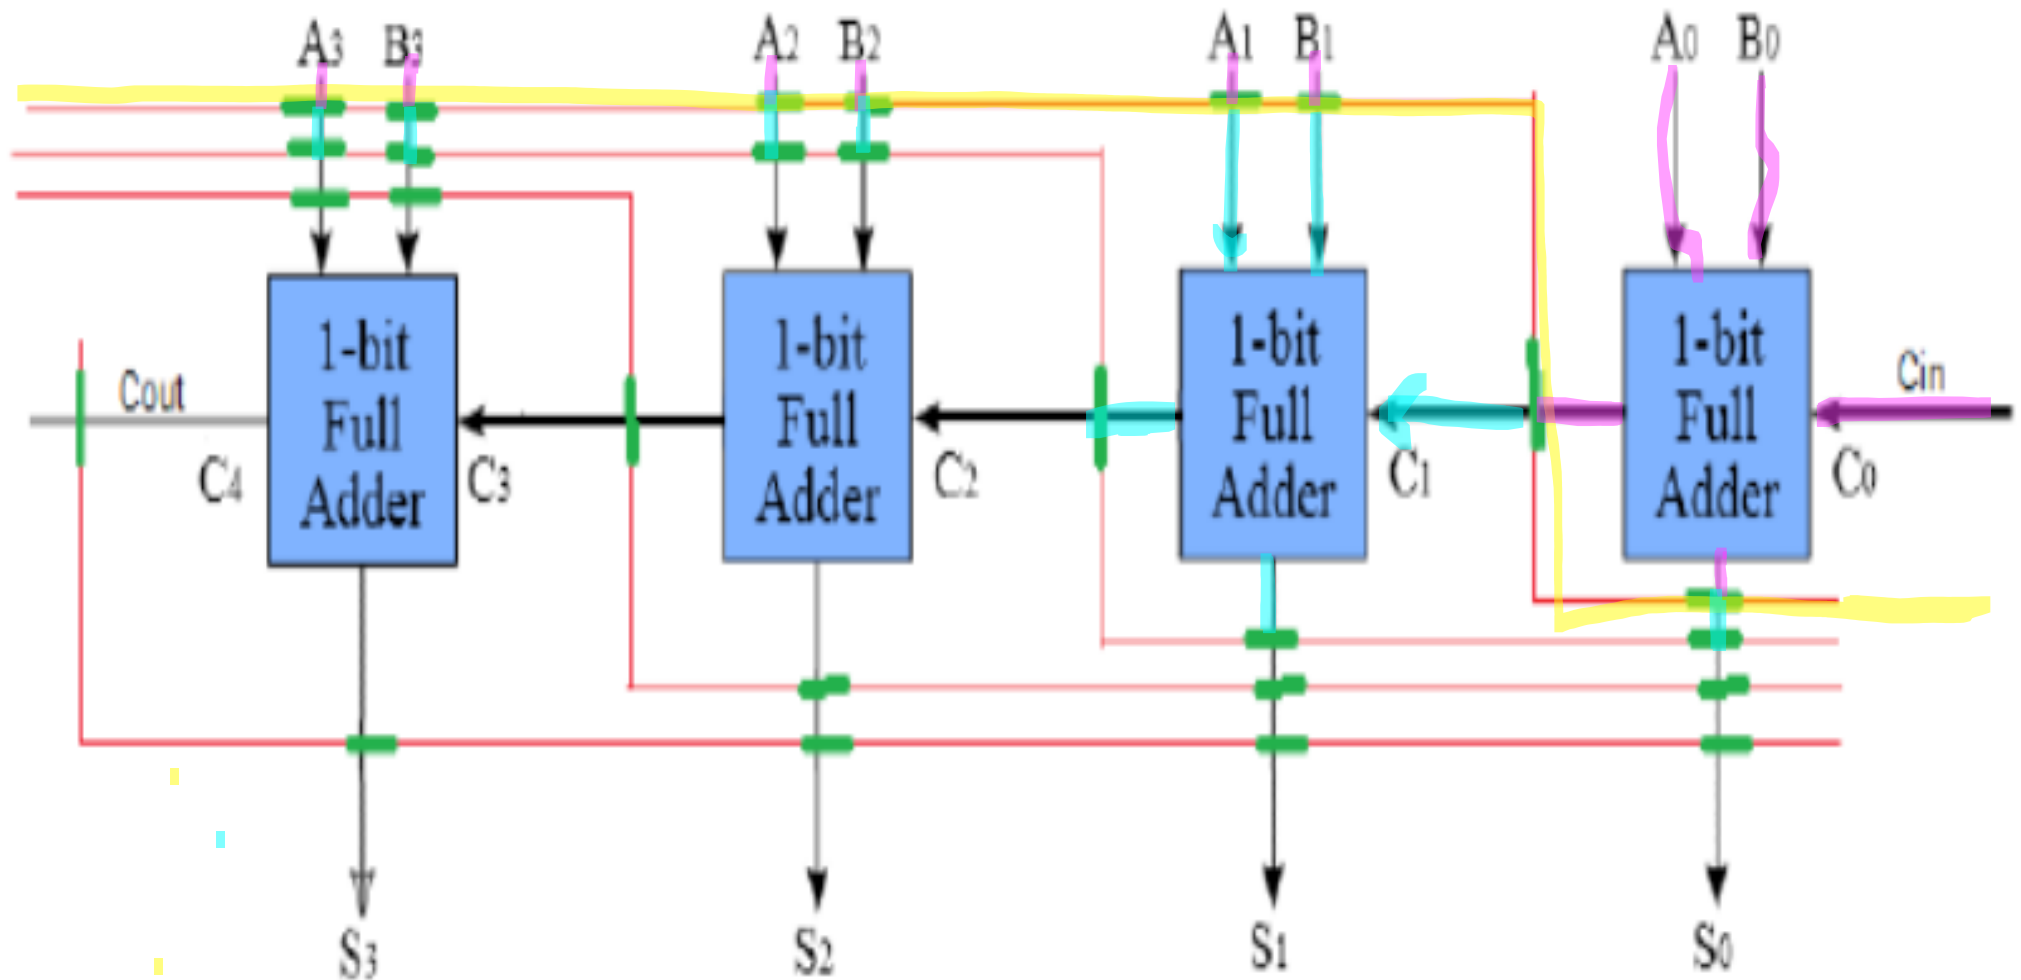 A3 B3 A2 B2 A1 B1 A0 B0
1-bit Full Adder
1-bit Full Adder
1-bit Full Adder
1-bit Full Adder
Cout
Cin
C4 C3 C2 C1 C0
S3 S2 S1 S0